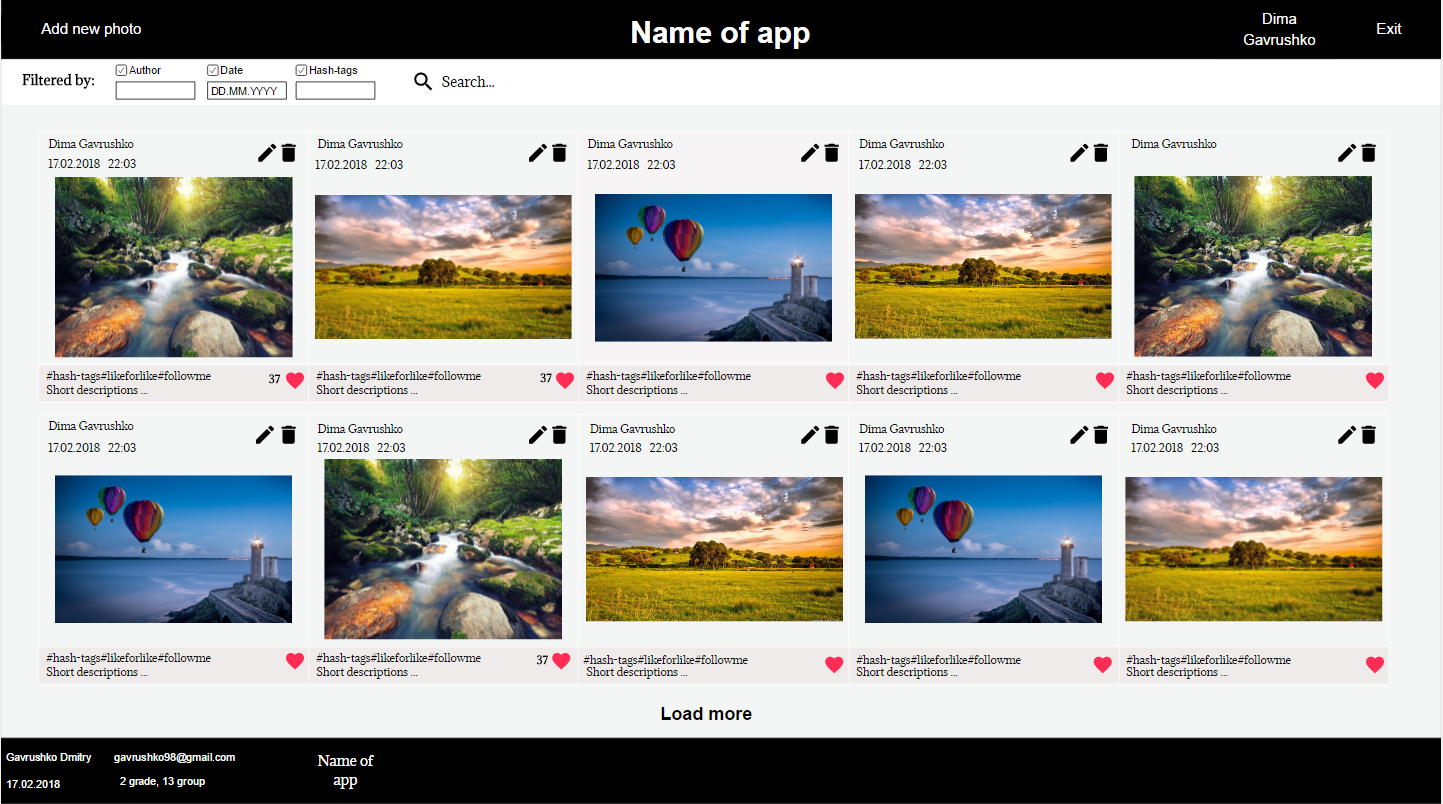 Add new photo
Name of app
Dima
Gavrushko
Exit
Filtered by:
Author
Date
Hash-tags
DD.MM.YYYY
Search...
Dima Gavrushko
17.02.2018 22:03
Dima Gavrushko
17.02.2018 22:03
Dima Gavrushko
17.02.2018 22:03
Dima Gavrushko
17.02.2018 22:03
Dima Gavrushko
#hash-tags#likeforlike#followme
37
Short descriptions ...
#hash-tags#likeforlike#followme
37
Short descriptions ...
#hash-tags#likeforlike#followme
Short descriptions ...
#hash-tags#likeforlike#followme
Short descriptions ...
#hash-tags#likeforlike#followme
Short descriptions ...
Dima Gavrushko
17.02.2018 22:03
Dima Gavrushko
17.02.2018 22:03
Dima Gavrushko
17.02.2018 22:03
Dima Gavrushko
17.02.2018 22:03
Dima Gavrushko
17.02.2018 22:03
#hash-tags#likeforlike#followme
Short descriptions ...
#hash-tags#likeforlike#followme
37
Short descriptions ...
#hash-tags#likeforlike#followme
Short descriptions ...
#hash-tags#likeforlike#followme
Short descriptions ...
#hash-tags#likeforlike#followme
Short descriptions ...
Load more
Gavrushko Dmitry
17.02.2018
gavrushko98@gmail.com
2 grade, 13 group
Name of
app